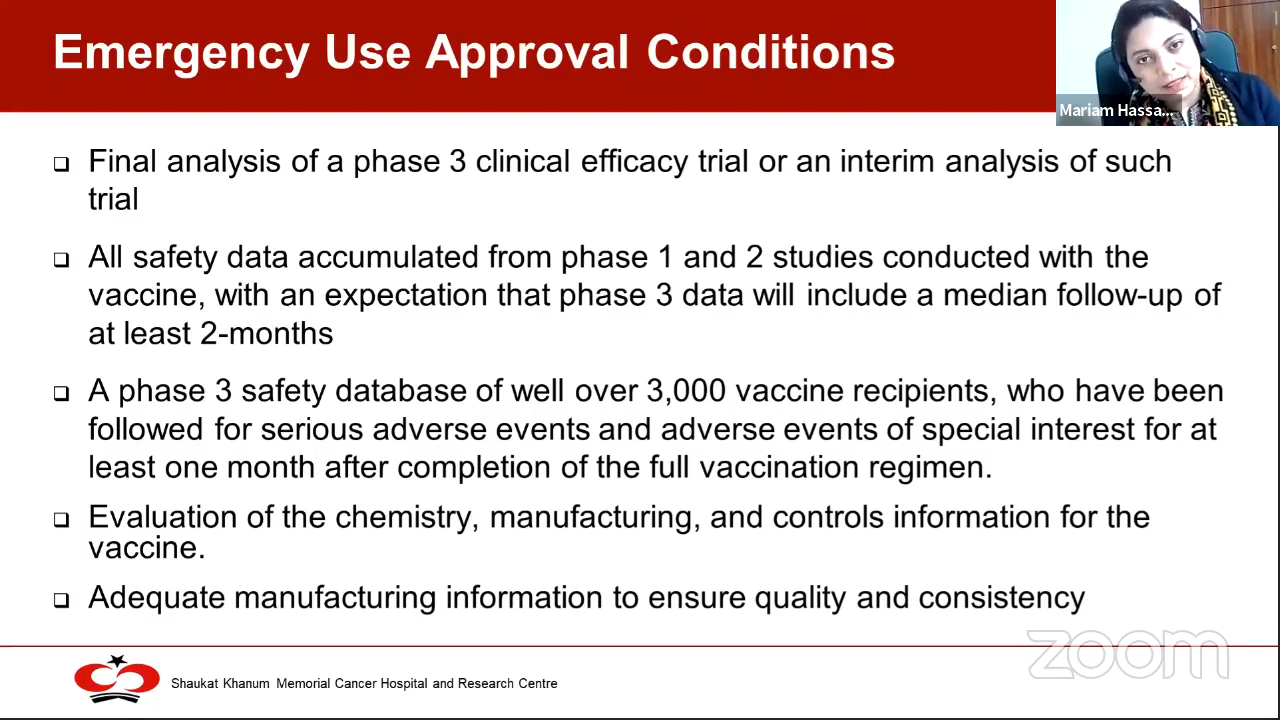 Emergency Use Approval Conditions
Mariam Hassa...
Final analysis of a phase 3 clinical efficacy trial or an interim analysis of such
trial
All safety data accumulated from phase 1 and 2 studies conducted with the
vaccine, with an expectation that phase 3 data will include a median follow-up of
at least 2-months
A phase 3 safety database of well over 3,000 vaccine recipients, who have been
followed for serious adverse events and adverse events of special interest for at
least one month after completion of the full vaccination regimen.
Evaluation of the chemistry, manufacturing, and controls information for the
vaccine.
Adequate manufacturing information to ensure quality and consistency
zoom
Shaukat Khanum Memorial Cancer Hospital and Research Centre